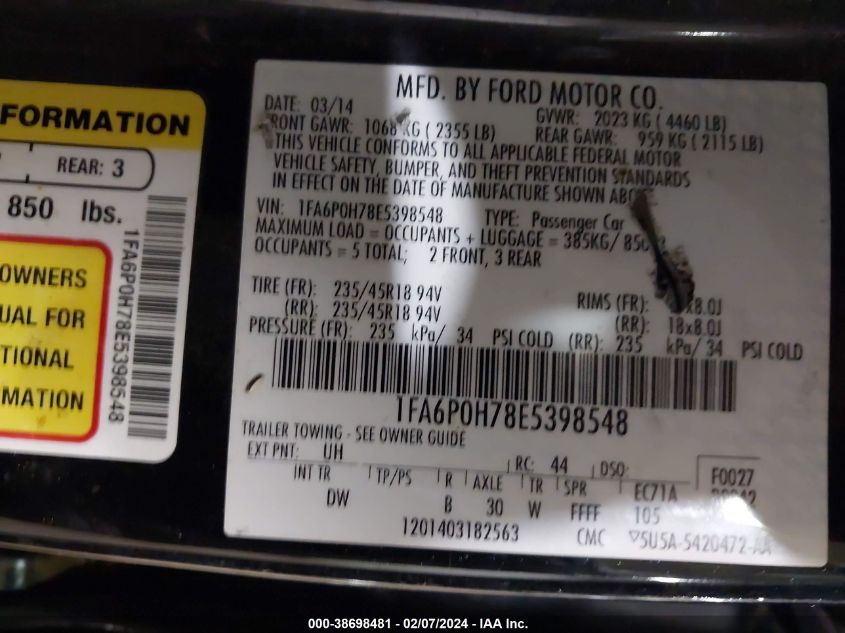 FORMATION
REAR: 3
850 lbs.
OWNERS
UAL FOR
TIONAL
MATION
1FA6P0H78E5398548
MFD. BY FORD MOTOR CO.
DATE: 03/14 GVWR: 2023 KG ( 4460 LB)
FRONT GAWR: 1068 KG ( 2355 LB) REAR GAWR: 959 KG ( 2115 LB)
THIS VEHICLE CONFORMS TO ALL APPLICABLE FEDERAL MOTOR
VEHICLE SAFETY, BUMPER, AND THEFT PREVENTION STANDARDS
IN EFFECT ON THE DATE OF MANUFACTURE SHOWN ABOVE
VIN: 1FA6P0H78E5398548 TYPE: Passenger Car
MAXIMUM LOAD = OCCUPANTS + LUGGAGE = 385KG/ 850
OCCUPANTS = 5 TOTAL; 2 FRONT, 3 REAR
TIRE (FR): 235/45R18 94V RIMS (FR): x8.0J
(RR): 235/45R18 94V (RR): 18x8.0J
PRESSURE (FR): 235 kPa/ 34 PSI COLD (RR): 235 kPa/ 34 PSI COLD
1FA6P0H78E5398548
TRAILER TOWING - SEE OWNER GUIDE
EXT PNT: UH RC: 44 DSO: F0027
INT TR TP/PS R AXLE TR SPR EC71A
DW B 30 W FFFF 105
1201403182563 CMC ▽5U5A-5420472-AA
000-38698481 - 02/07/2024 - IAA Inc.